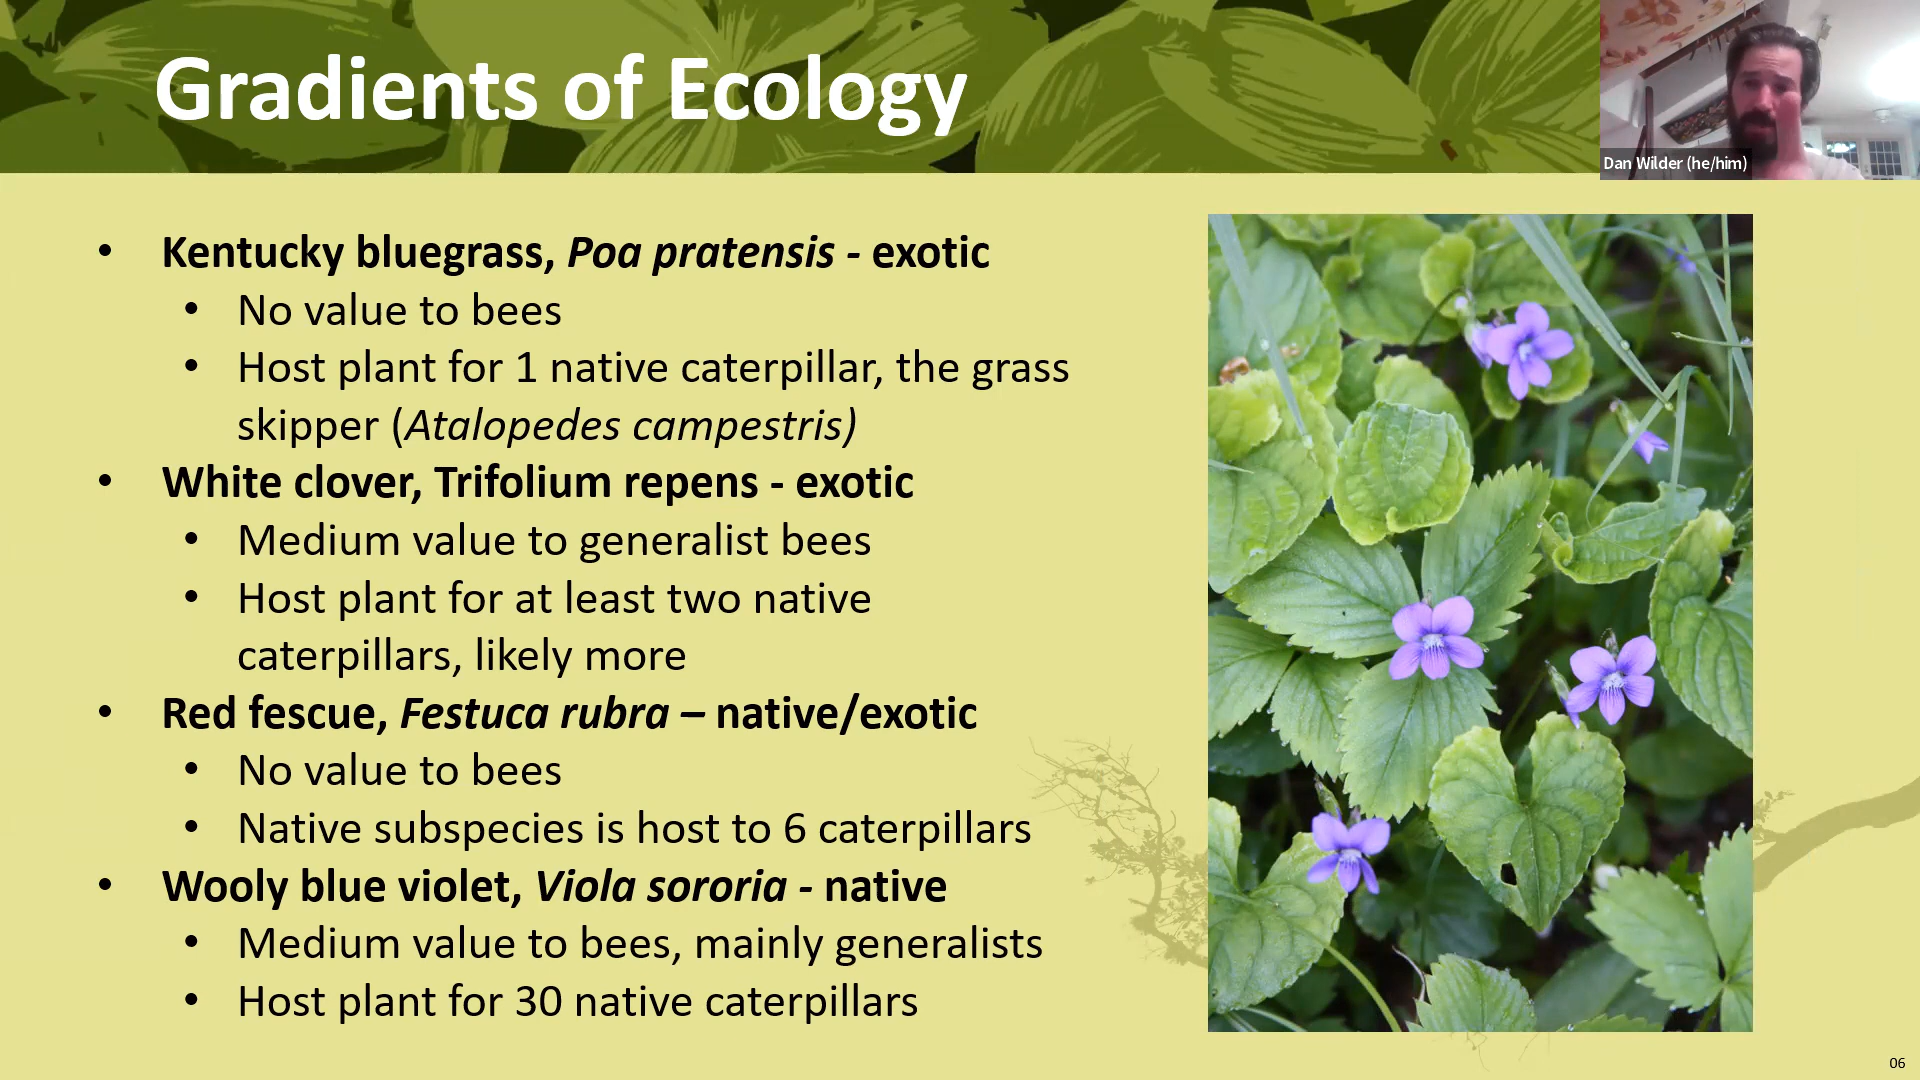 Gradients of Ecology
Dan Wilder (he/him)
• Kentucky bluegrass, Poa pratensis - exotic
• No value to bees
• Host plant for 1 native caterpillar, the grass
skipper (Atalopedes campestris)
• White clover, Trifolium repens - exotic
• Medium value to generalist bees
• Host plant for at least two native
caterpillars, likely more
• Red fescue, Festuca rubra – native/exotic
• No value to bees
• Native subspecies is host to 6 caterpillars
• Wooly blue violet, Viola sororia - native
• Medium value to bees, mainly generalists
• Host plant for 30 native caterpillars
06